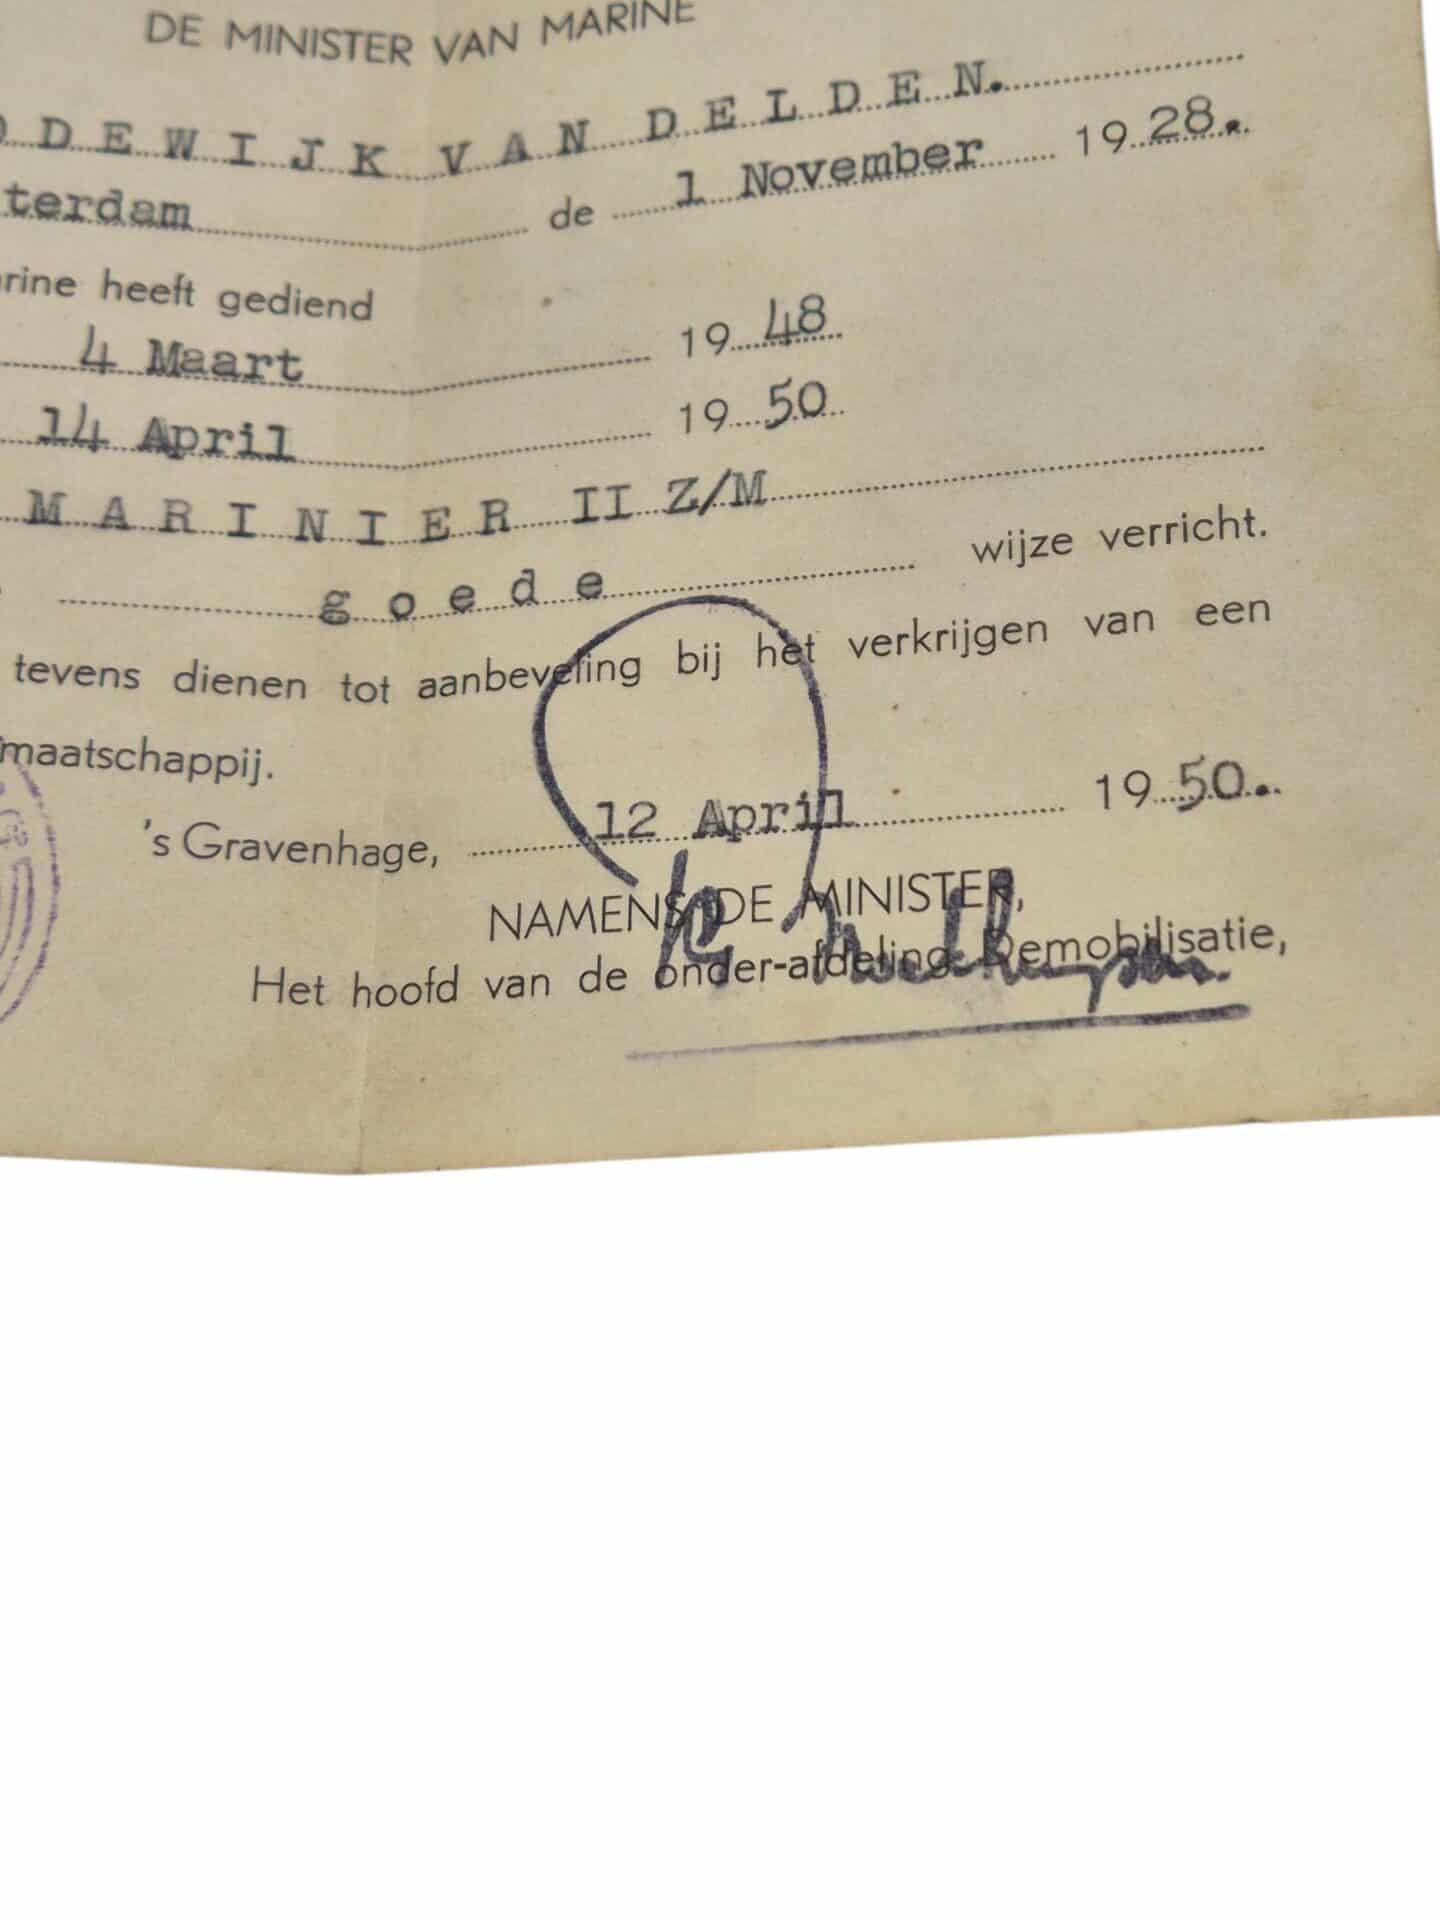 DE MINISTER VAN MARINE
DEWIJK VAN DELDEN.
terdam de 1 November 1928.
rine heeft gediend
4 Maart 1948
14 April 1950
MARINIER II Z/M
goede wijze verricht.
tevens dienen tot aanbeveling bij het verkrijgen van een
maatschappij.
's Gravenhage, 12 April 1950.
NAMENS DE MINISTER,
Het hoofd van de onder-afdeling Demobilisatie,